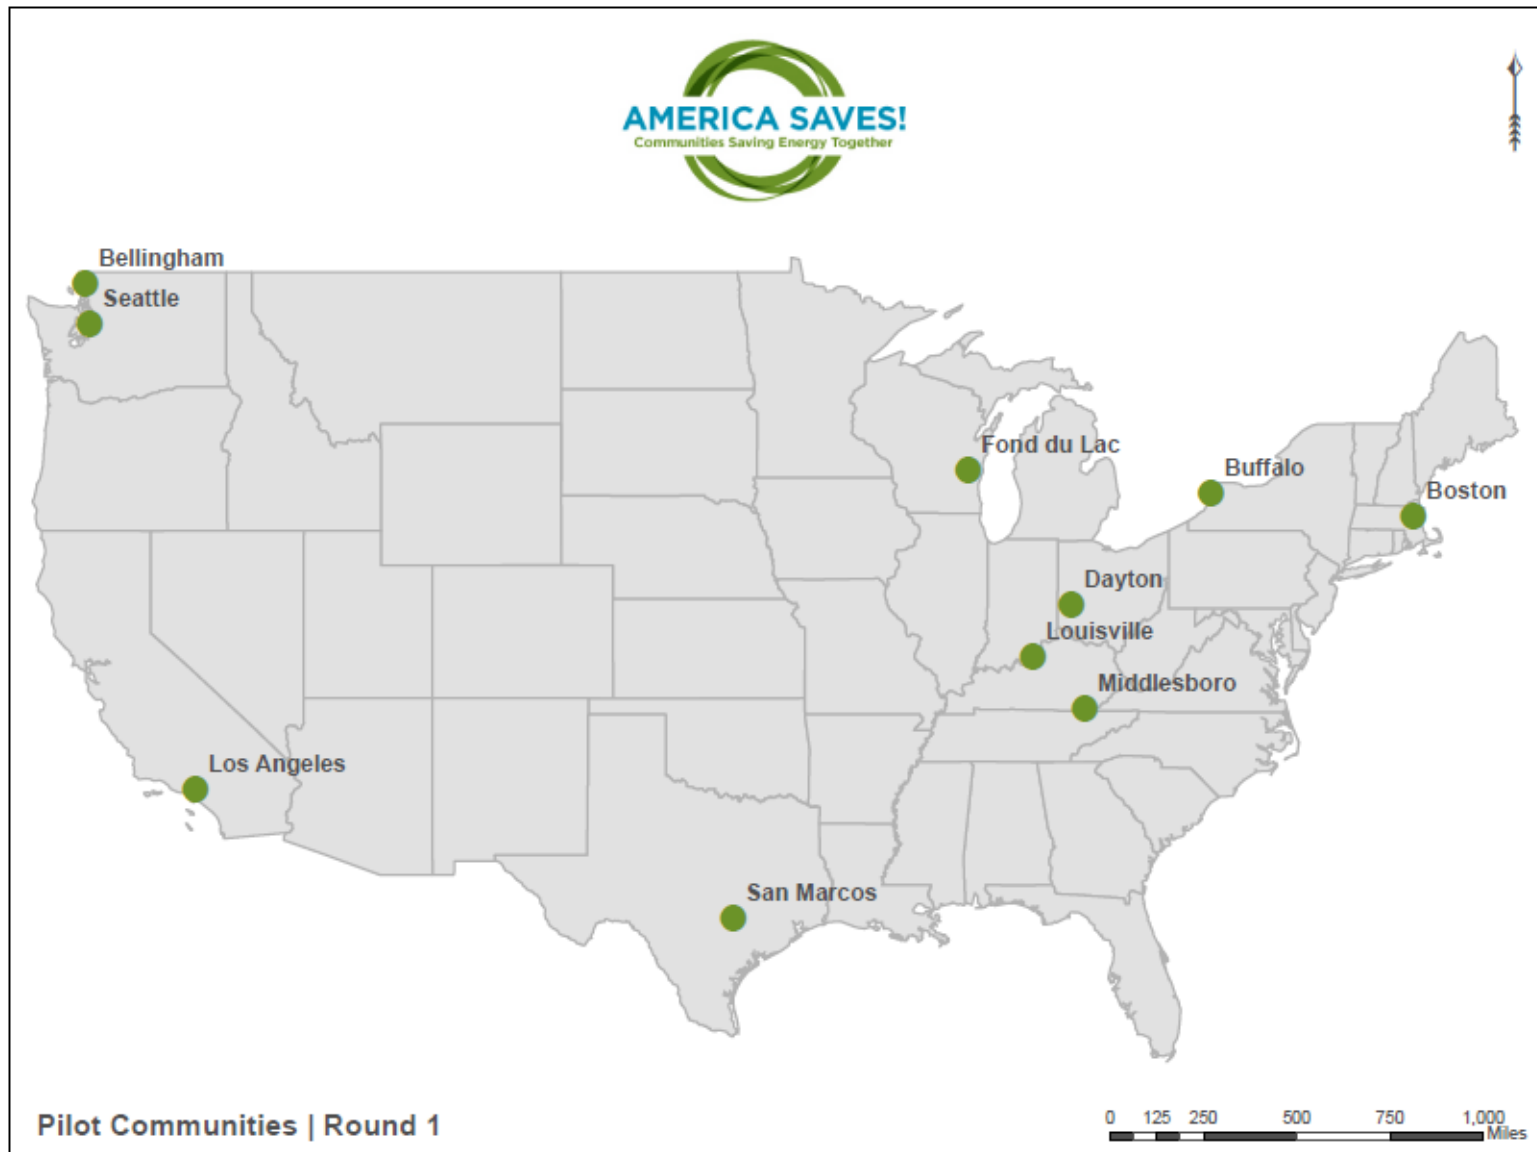 AMERICA SAVES!
Communities Saving Energy Together
Bellingham
Seattle
Fond du Lac
Buffalo
Boston
Dayton
Louisville
Middlesboro
Los Angeles
San Marcos
Pilot Communities | Round 1
0 125 250 500 750 1,000
Miles